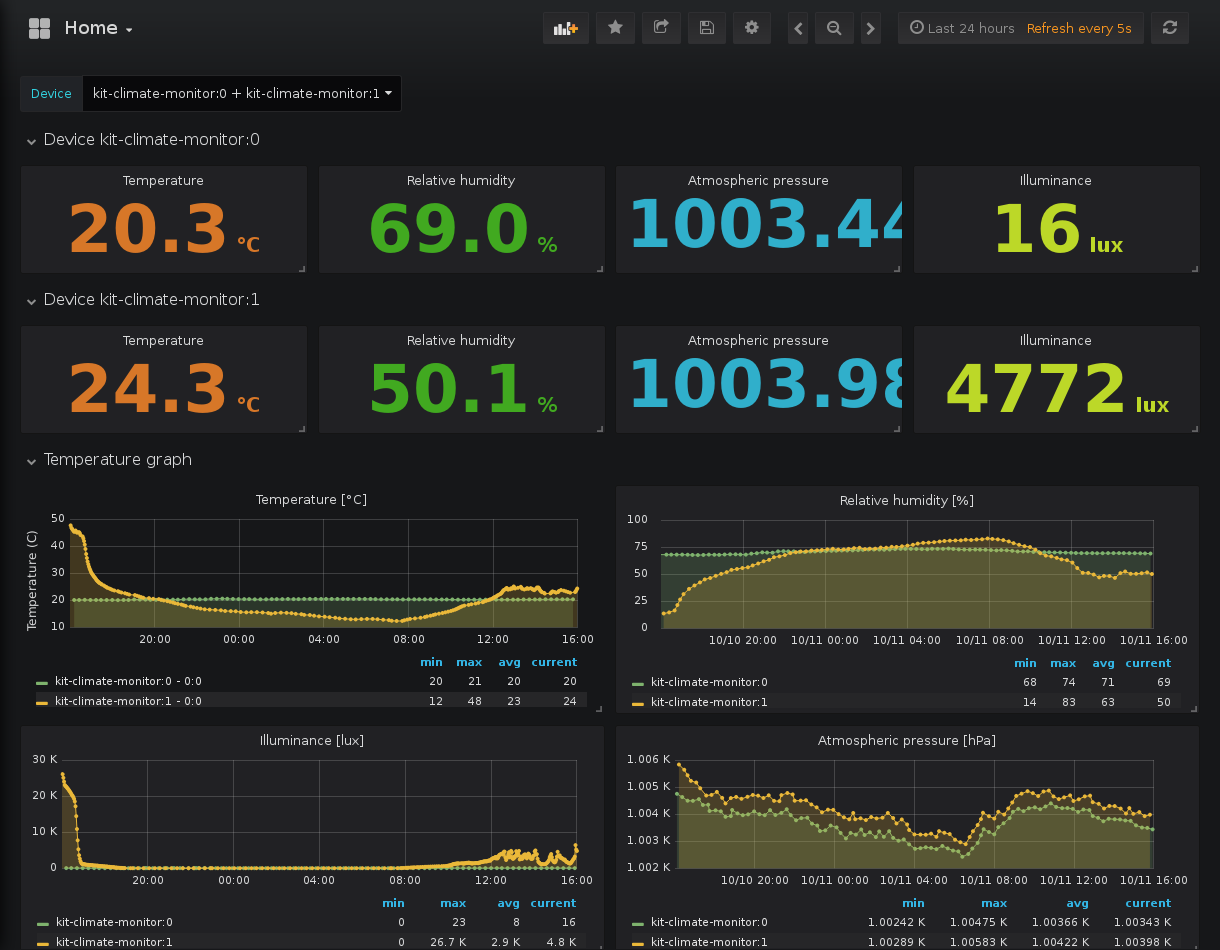 Home
Last 24 hours Refresh every 5s
Device kit-climate-monitor:0 + kit-climate-monitor:1
Device kit-climate-monitor:0
Temperature Relative humidity Atmospheric pressure Illuminance
20.3 °C 69.0 % 1003.44 16 lux
Device kit-climate-monitor:1
Temperature Relative humidity Atmospheric pressure Illuminance
24.3 °C 50.1 % 1003.98 4772 lux
Temperature graph
Temperature [°C]
Temperature (C)
50
40
30
20
10
20:00 00:00 04:00 08:00 12:00 16:00
min max avg current
kit-climate-monitor:0 - 0:0 20 21 20 20
kit-climate-monitor:1 - 0:0 12 48 23 24
Relative humidity [%]
100
75
50
25
0
10/10 20:00 10/11 00:00 10/11 04:00 10/11 08:00 10/11 12:00 10/11 16:00
min max avg current
kit-climate-monitor:0 68 74 71 69
kit-climate-monitor:1 14 83 63 50
Illuminance [lux]
30 K
20 K
10 K
0
20:00 00:00 04:00 08:00 12:00 16:00
min max avg current
kit-climate-monitor:0 0 23 8 16
kit-climate-monitor:1 0 26.7 K 2.9 K 4.8 K
Atmospheric pressure [hPa]
1.006 K
1.005 K
1.004 K
1.003 K
1.002 K
10/10 20:00 10/11 00:00 10/11 04:00 10/11 08:00 10/11 12:00 10/11 16:00
min max avg current
kit-climate-monitor:0 1.00242 K 1.00475 K 1.00366 K 1.00343 K
kit-climate-monitor:1 1.00289 K 1.00583 K 1.00422 K 1.00398 K